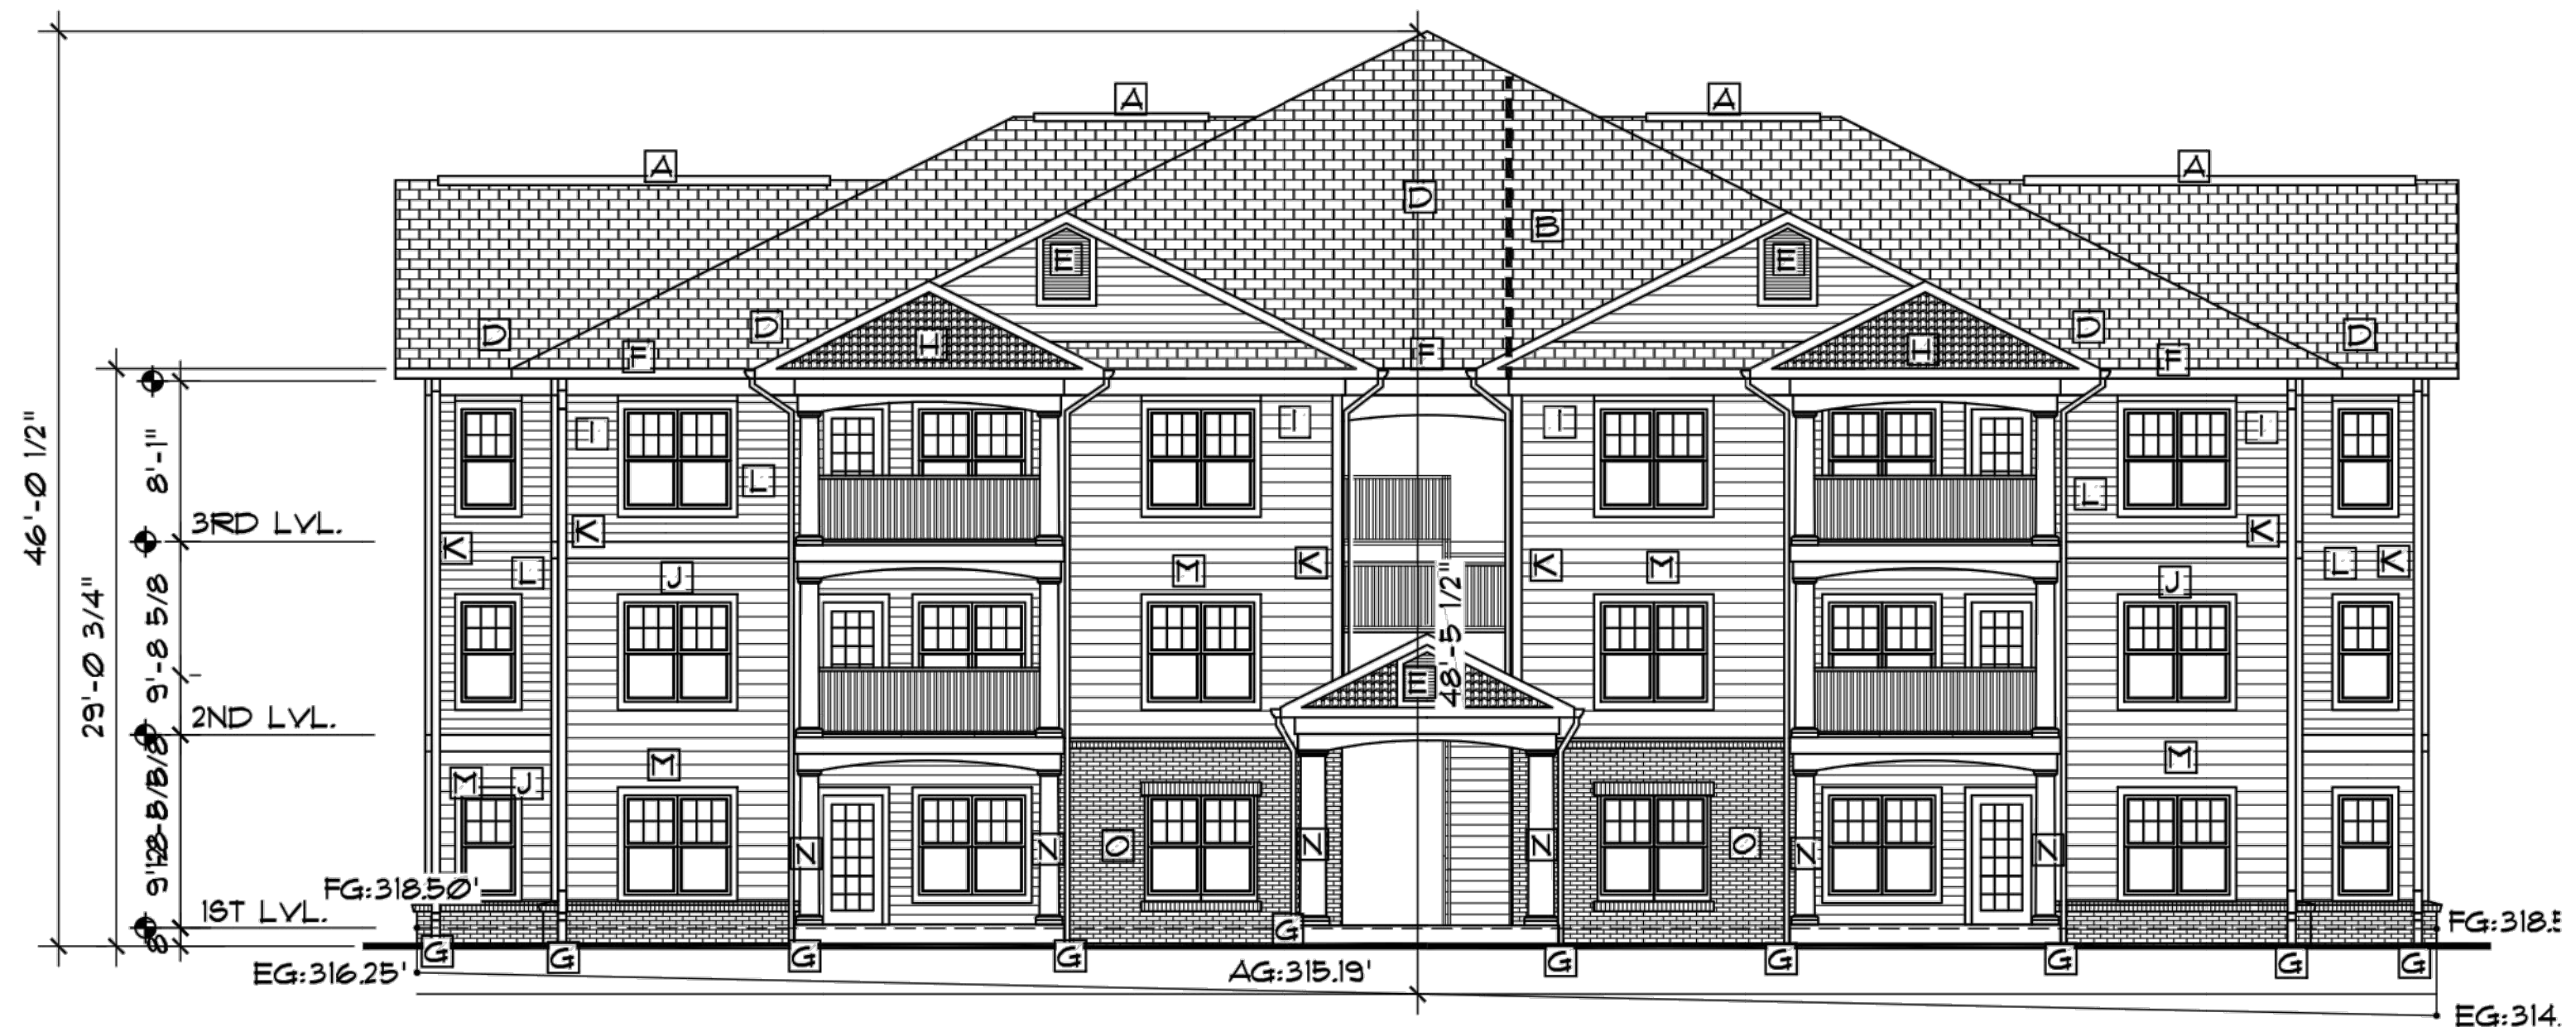 A
A
A
A
D
B
E
E
D
D
F
H
F
H
D
F
D
46'-0 1/2"
8'-1"
I
I
I
I
L
L
3RD LVL.
K
K
K
K
M
M
K
L
L
K
29'-0 3/4"
9'-8 5/8
J
J
48'-5 1/2"
E
2ND LVL.
M
J
M
M
N
N
O
N
N
O
N
N
FG:318.50'
1ST LVL.
8"
G
FG:318.5
G
G
G
G
G
G
G
G
G
EG:316.25'
AG:315.19'
EG:314.